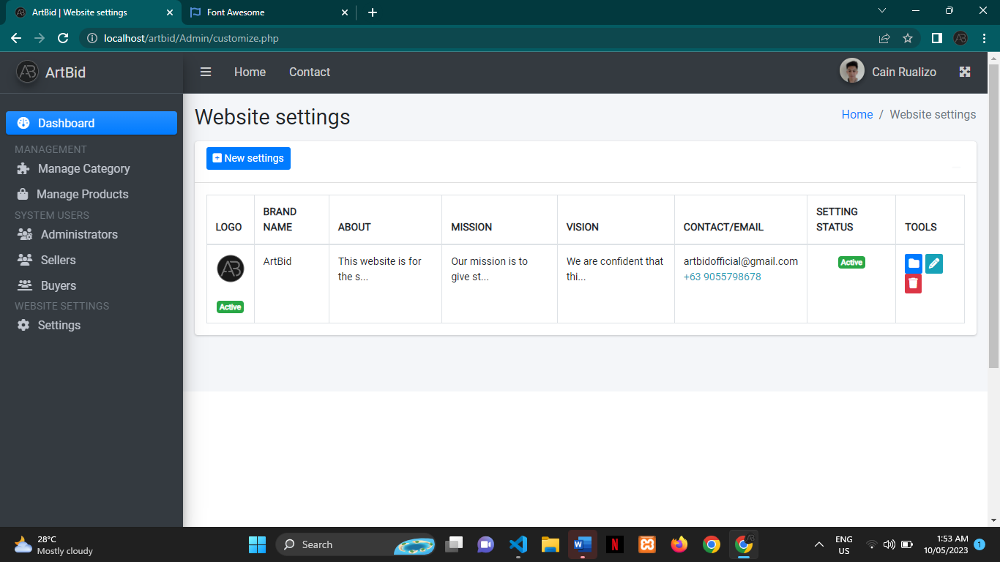 ArtBid | Website settings
Font Awesome
localhost/artbid/Admin/customize.php
AB ArtBid
Home
Contact
Cain Rualizo
Dashboard
MANAGEMENT
Manage Category
Manage Products
SYSTEM USERS
Administrators
Sellers
Buyers
WEBSITE SETTINGS
Settings
Website settings
Home / Website settings
New settings
LOGO
BRAND
NAME
ABOUT
MISSION
VISION
CONTACT/EMAIL
SETTING
STATUS
TOOLS
AB
Active
ArtBid
This website is for
the s...
Our mission is to
give st...
We are confident that
thi...
artbidofficial@gmail.com
+63 9055798678
Active
28°C
Mostly cloudy
Search
W
N
ENG
US
1:53 AM
10/05/2023
1